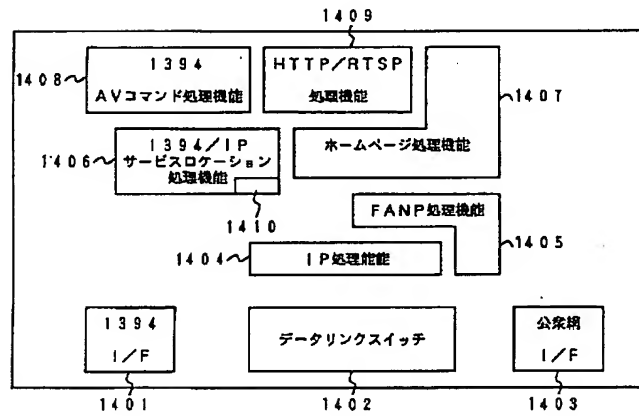 1409
1408
1394
AVコマンド処理機能
HTTP/RTSP
処理機能
1407
1406
1394/IP
サービスロケーション
処理機能
1410
ホームページ処理機能
FANP処理機能
1405
1404
IP処理能能
1394
I/F
データリンクスイッチ
公衆網
I/F
1401
1402
1403